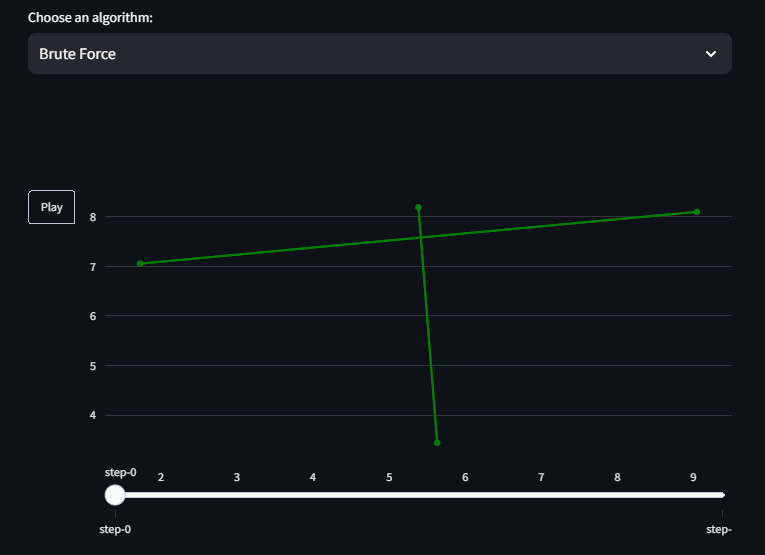 Choose an algorithm:
Brute Force
Play
8
7
6
5
4
step-0
2 3 4 5 6 7 8 9
step-0 step-